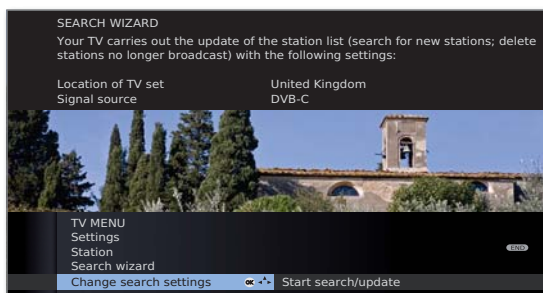 SEARCH WIZARD
Your TV carries out the update of the station list (search for new stations; delete
stations no longer broadcast) with the following settings:
Location of TV set United Kingdom
Signal source DVB-C
TV MENU
Settings
Station
END
Search wizard
Change search settings OK Start search/update